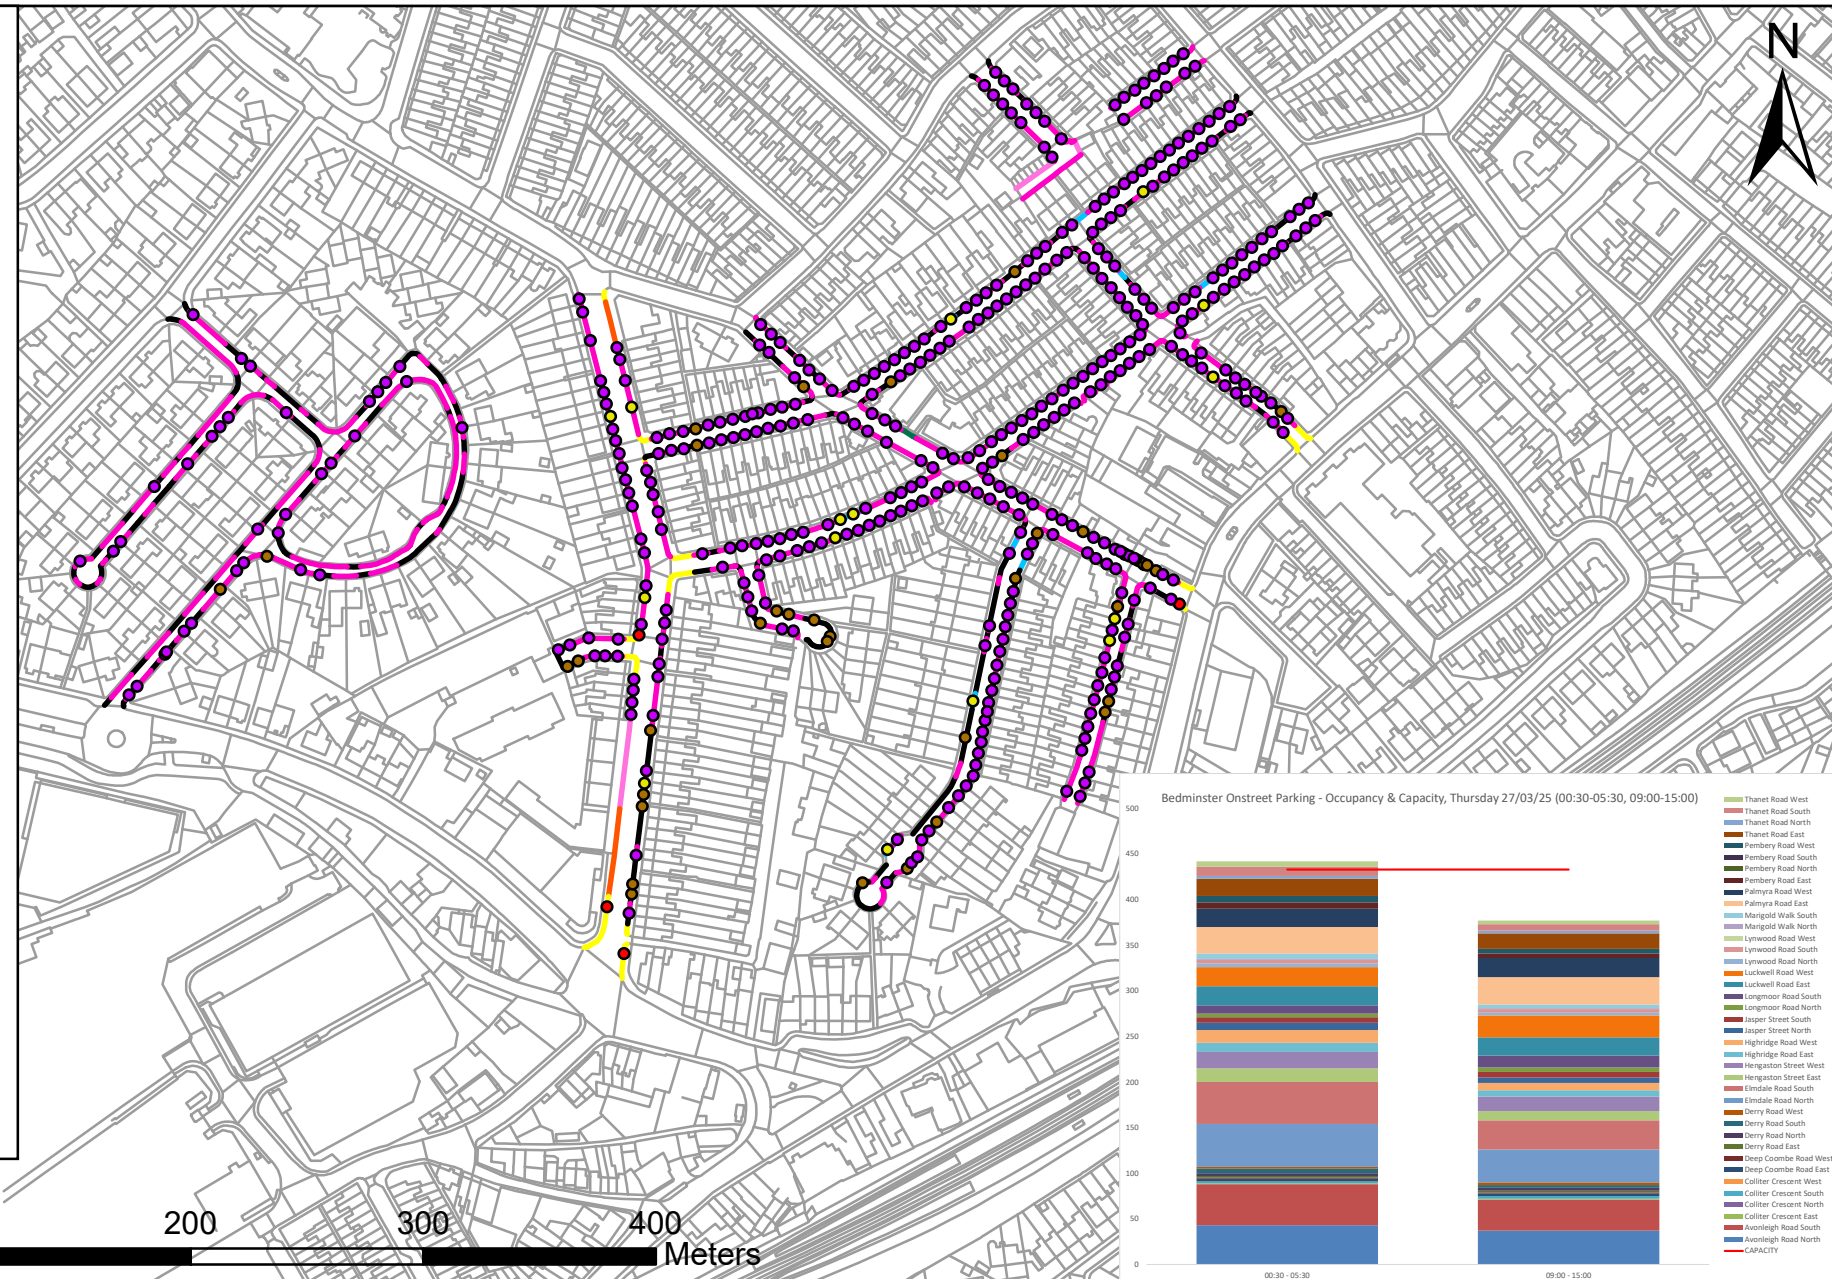 N
200
300
400
Meters
Bedminster Onstreet Parking - Occupancy & Capacity, Thursday 27/03/25 (00:30-05:30, 09:00-15:00)
500
450
400
350
300
250
200
150
100
50
0
00:30 - 05:30
09:00 - 15:00
Thanet Road West
Thanet Road South
Thanet Road North
Thanet Road East
Pembery Road West
Pembery Road South
Pembery Road North
Pembery Road East
Palmyra Road West
Palmyra Road East
Marigold Walk South
Marigold Walk North
Lynwood Road West
Lynwood Road South
Lynwood Road North
Luckwell Road West
Luckwell Road East
Longmoor Road South
Longmoor Road North
Jasper Street South
Jasper Street North
Highridge Road West
Highridge Road East
Hengaston Street West
Hengaston Street East
Elmdale Road South
Elmdale Road North
Derry Road West
Derry Road South
Derry Road North
Derry Road East
Deep Coombe Road West
Deep Coombe Road East
Colliter Crescent West
Colliter Crescent South
Colliter Crescent North
Colliter Crescent East
Avonleigh Road South
Avonleigh Road North
CAPACITY